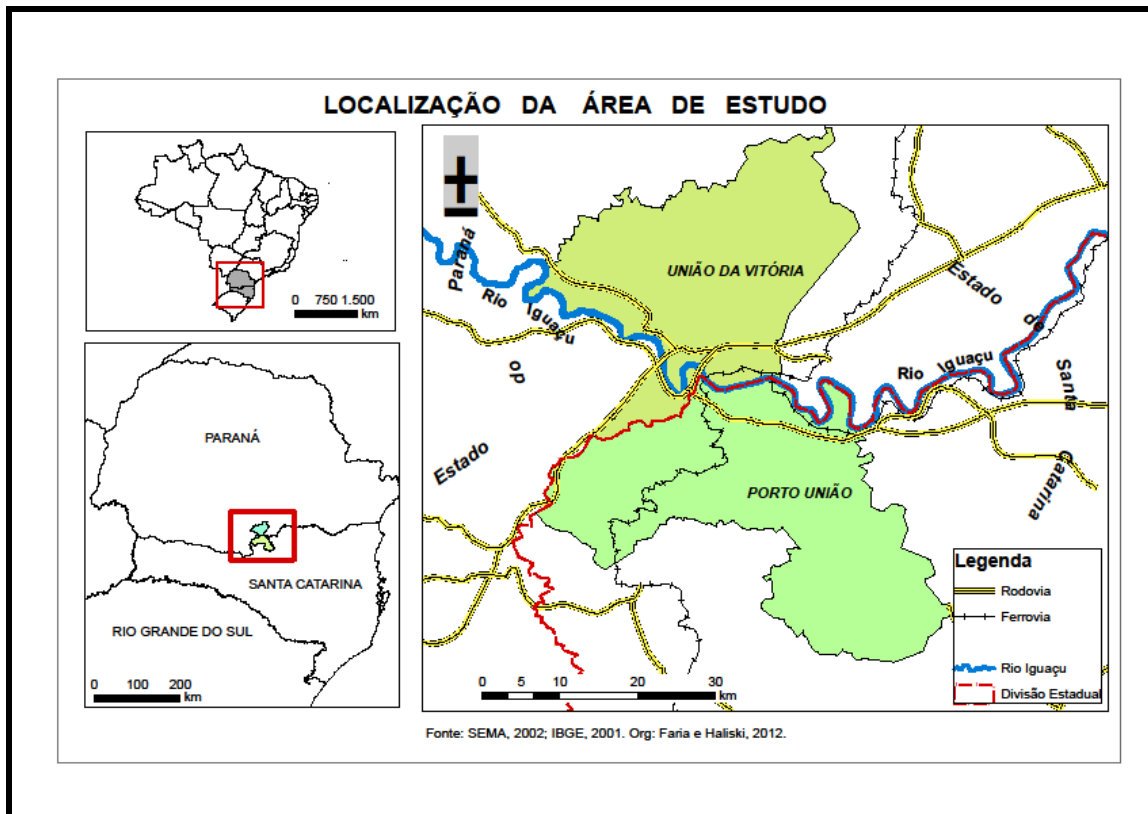 LOCALIZAÇÃO DA ÁREA DE ESTUDO
0 750 1.500
km
PARANÁ
SANTA CATARINA
RIO GRANDE DO SUL
0 100 200
km
UNIÃO DA VITÓRIA
PORTO UNIÃO
Estado do Paraná
Rio Iguaçu
Rio Iguaçu
Estado de Santa Catarina
0 5 10 20 30
km
Legenda
Rodovia
Ferrovia
Rio Iguaçu
Divisão Estadual
Fonte: SEMA, 2002; IBGE, 2001. Org: Faria e Haliski, 2012.